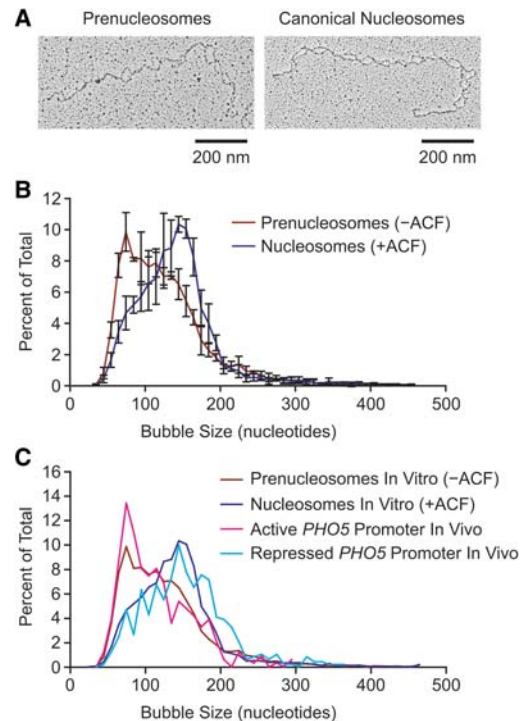 A
Prenucleosomes
Canonical Nucleosomes
200 nm
200 nm
B
Percent of Total
12
10
8
6
4
2
0
Prenucleosomes (−ACF)
Nucleosomes (+ACF)
0 100 200 300 400 500
Bubble Size (nucleotides)
C
Percent of Total
16
14
12
10
8
6
4
2
0
Prenucleosomes In Vitro (−ACF)
Nucleosomes In Vitro (+ACF)
Active PHO5 Promoter In Vivo
Repressed PHO5 Promoter In Vivo
0 100 200 300 400 500
Bubble Size (nucleotides)